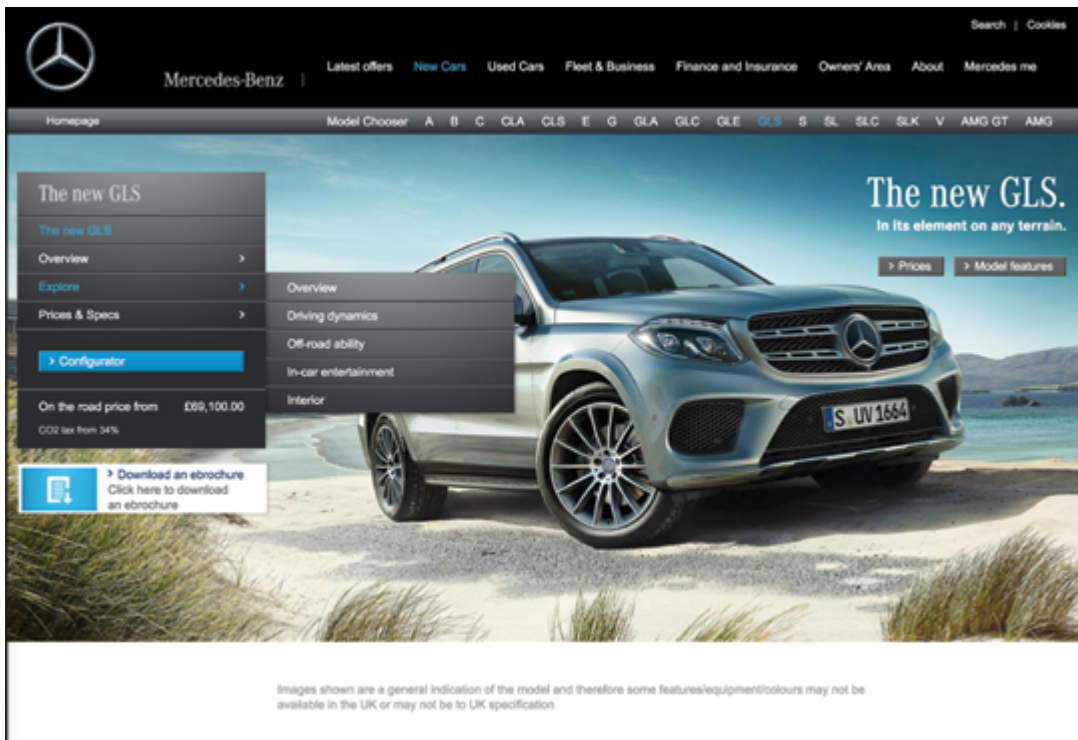 Search | Cookies
Mercedes-Benz
Latest offers New Cars Used Cars Fleet & Business Finance and Insurance Owners' Area About Mercedes me
Homepage
Model Chooser A B C CLA CLS E G GLA GLC GLE GLS S SL SLC SLK V AMG GT AMG
The new GLS
The new GLS
Overview
Explore
Prices & Specs
> Configurator
On the road price from £69,100.00
CO2 tax from 34%
> Download an ebrochure
Click here to download
an ebrochure
Overview
Driving dynamics
Off-road ability
In-car entertainment
Interior
The new GLS.
In its element on any terrain.
> Prices > Model features
S UV 1664
Images shown are a general indication of the model and therefore some features/equipment/colours may not be
available in the UK or may not be to UK specification